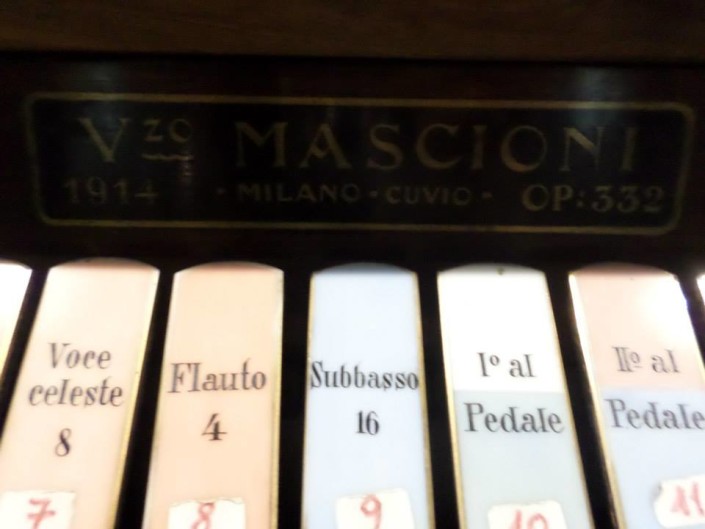 Vzo MASCIONI
1914 · MILANO · CUVIO · OP: 332
Voce
celeste
8
Flauto
4
Subbasso
16
Iº al
Pedale
IIº al
Pedale
7
8
9
10
11